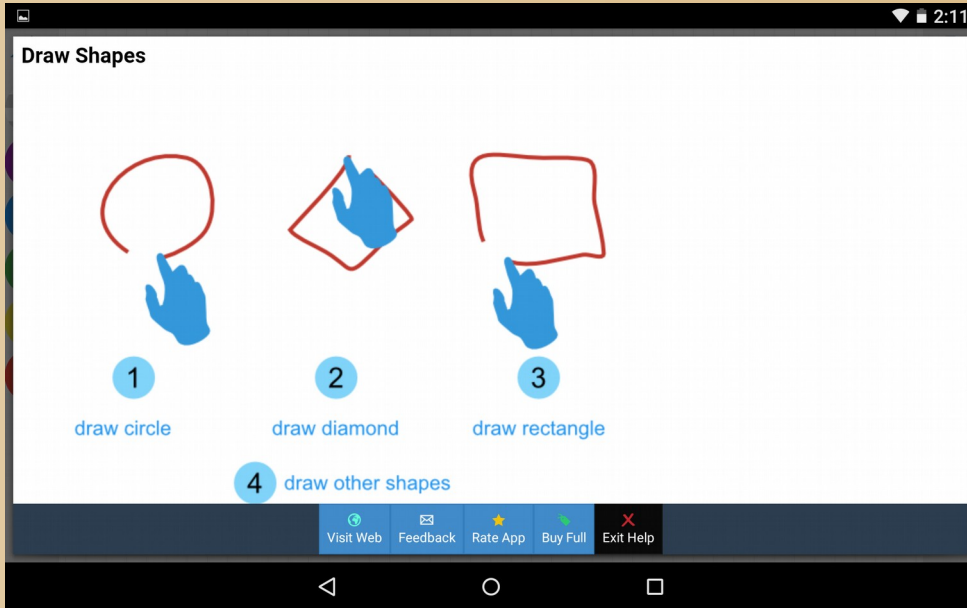 2:11
Draw Shapes
1 2 3
draw circle draw diamond draw rectangle
4 draw other shapes
Visit Web Feedback Rate App Buy Full Exit Help